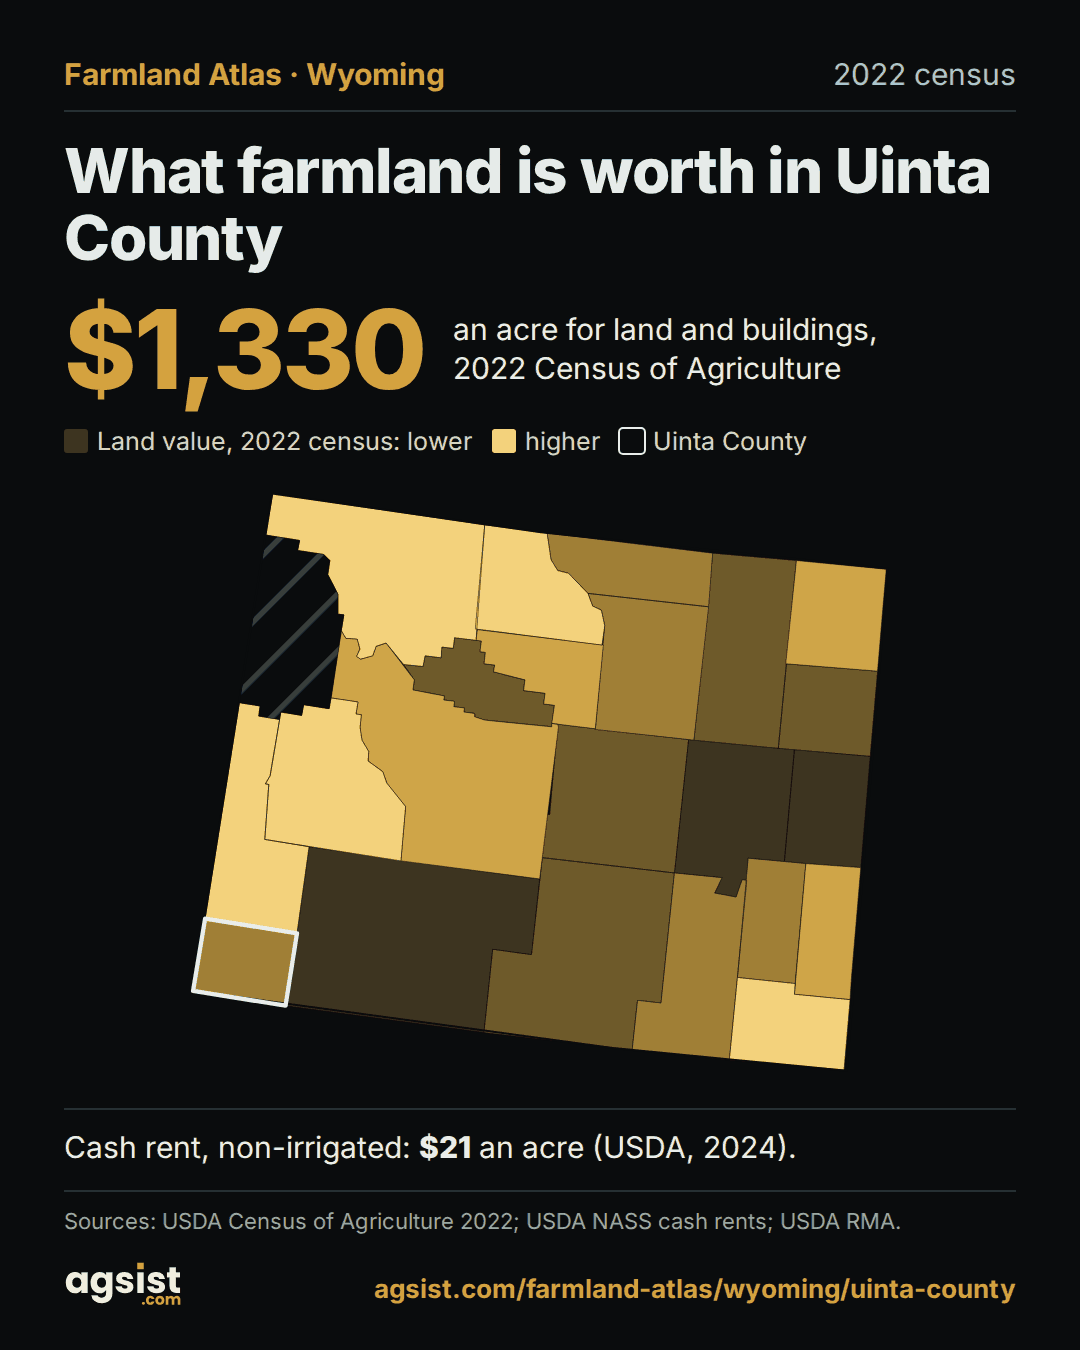 Farmland Atlas · Wyoming
2022 census
What farmland is worth in Uinta
County
$1,330
an acre for land and buildings,
2022 Census of Agriculture
Land value, 2022 census: lower
higher
Uinta County
Cash rent, non-irrigated: $21 an acre (USDA, 2024).
Sources: USDA Census of Agriculture 2022; USDA NASS cash rents; USDA RMA.
agsist
.com
agsist.com/farmland-atlas/wyoming/uinta-county